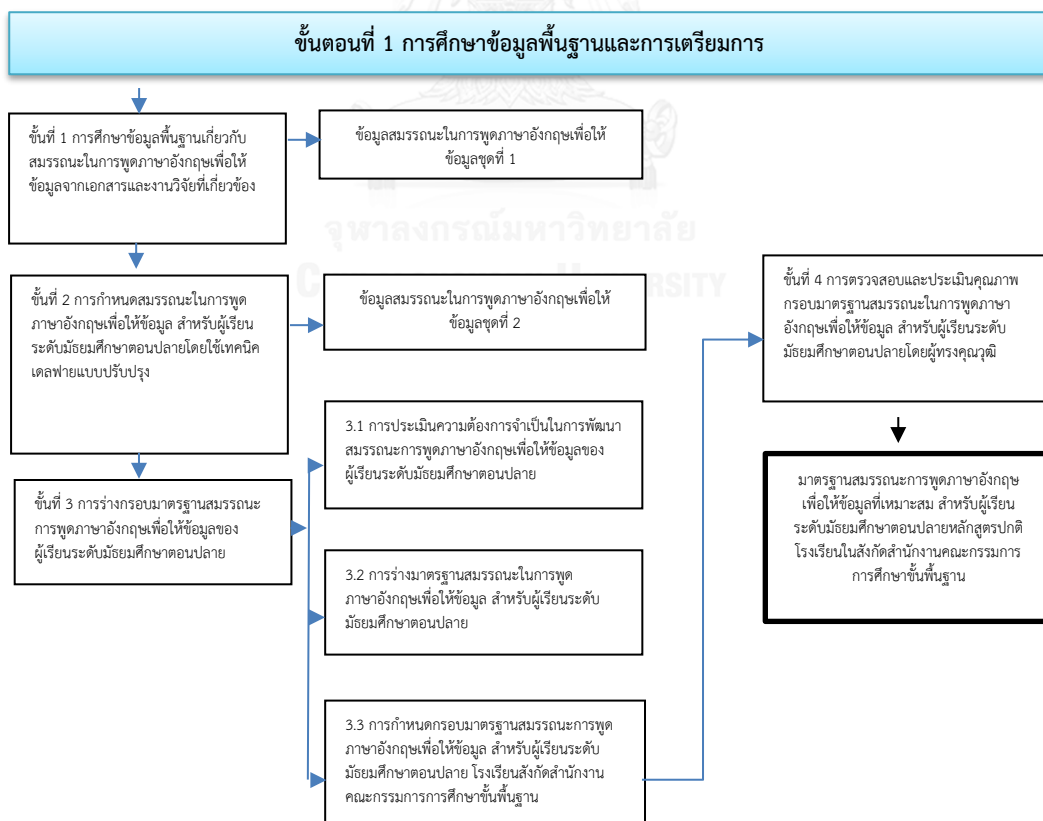 ขั้นตอนที่ 1 การศึกษาข้อมูลพื้นฐานและการเตรียมการ
ขั้นที่ 1 การศึกษาข้อมูลพื้นฐานเกี่ยวกับ
สมรรถนะในการพูดภาษาอังกฤษเพื่อให้
ข้อมูลจากเอกสารและงานวิจัยที่เกี่ยวข้อง
ข้อมูลสมรรถนะในการพูดภาษาอังกฤษเพื่อให้
ข้อมูลชุดที่ 1
จุฬาลงกรณ์มหาวิทยาลัย
ขั้นที่ 2 การกำหนดสมรรถนะในการพูด
ภาษาอังกฤษเพื่อให้ข้อมูล สำหรับผู้เรียน
ระดับมัธยมศึกษาตอนปลายโดยใช้เทคนิค
เดลฟายแบบปรับปรุง
ข้อมูลสมรรถนะในการพูดภาษาอังกฤษเพื่อให้
ข้อมูลชุดที่ 2
ขั้นที่ 3 การร่างกรอบมาตรฐานสมรรถนะ
การพูดภาษาอังกฤษเพื่อให้ข้อมูลของ
ผู้เรียนระดับมัธยมศึกษาตอนปลาย
3.1 การประเมินความต้องการจำเป็นในการพัฒนา
สมรรถนะการพูดภาษาอังกฤษเพื่อให้ข้อมูลของ
ผู้เรียนระดับมัธยมศึกษาตอนปลาย
3.2 การร่างมาตรฐานสมรรถนะในการพูด
ภาษาอังกฤษเพื่อให้ข้อมูล สำหรับผู้เรียนระดับ
มัธยมศึกษาตอนปลาย
3.3 การกำหนดกรอบมาตรฐานสมรรถนะการพูด
ภาษาอังกฤษเพื่อให้ข้อมูล สำหรับผู้เรียนระดับ
มัธยมศึกษาตอนปลาย โรงเรียนสังกัดสำนักงาน
คณะกรรมการการศึกษาขั้นพื้นฐาน
ขั้นที่ 4 การตรวจสอบและประเมินคุณภาพ
กรอบมาตรฐานสมรรถนะในการพูดภาษา
อังกฤษเพื่อให้ข้อมูล สำหรับผู้เรียนระดับ
มัธยมศึกษาตอนปลายโดยผู้ทรงคุณวุฒิ
มาตรฐานสมรรถนะการพูดภาษาอังกฤษ
เพื่อให้ข้อมูลที่เหมาะสม สำหรับผู้เรียน
ระดับมัธยมศึกษาตอนปลายหลักสูตรปกติ
โรงเรียนในสังกัดสำนักงานคณะกรรมการ
การศึกษาขั้นพื้นฐาน